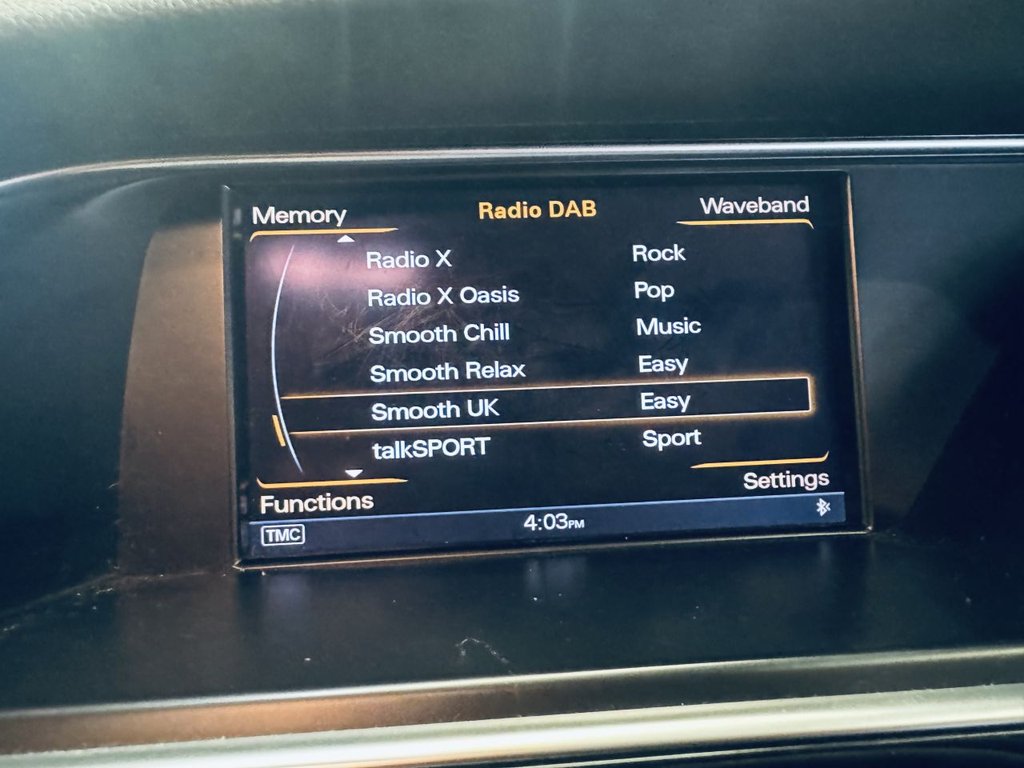 Memory Radio DAB Waveband
Radio X Rock
Radio X Oasis Pop
Smooth Chill Music
Smooth Relax Easy
Smooth UK Easy
talkSPORT Sport
Functions Settings
TMC 4:03PM